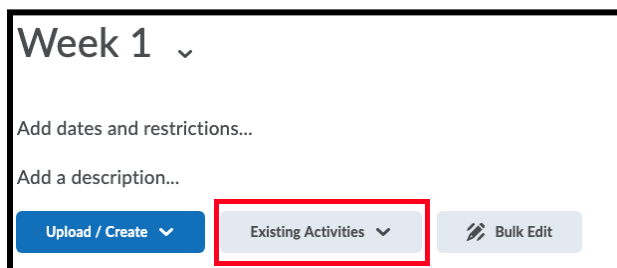 Week 1
Add dates and restrictions...
Add a description...
Upload / Create Existing Activities Bulk Edit